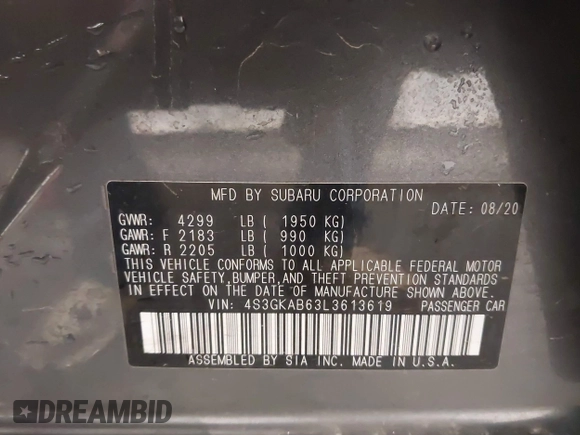 MFD BY SUBARU CORPORATION
DATE: 08/20
GVWR: 4299 LB ( 1950 KG)
GAWR: F 2183 LB ( 990 KG)
GAWR: R 2205 LB ( 1000 KG)
THIS VEHICLE CONFORMS TO ALL APPLICABLE FEDERAL MOTOR
VEHICLE SAFETY, BUMPER, AND THEFT PREVENTION STANDARDS
IN EFFECT ON THE DATE OF MANUFACTURE SHOWN ABOVE.
VIN: 4S3GKAB63L3613619 PASSENGER CAR
ASSEMBLED BY SIA INC. MADE IN U.S.A.
DREAMBID